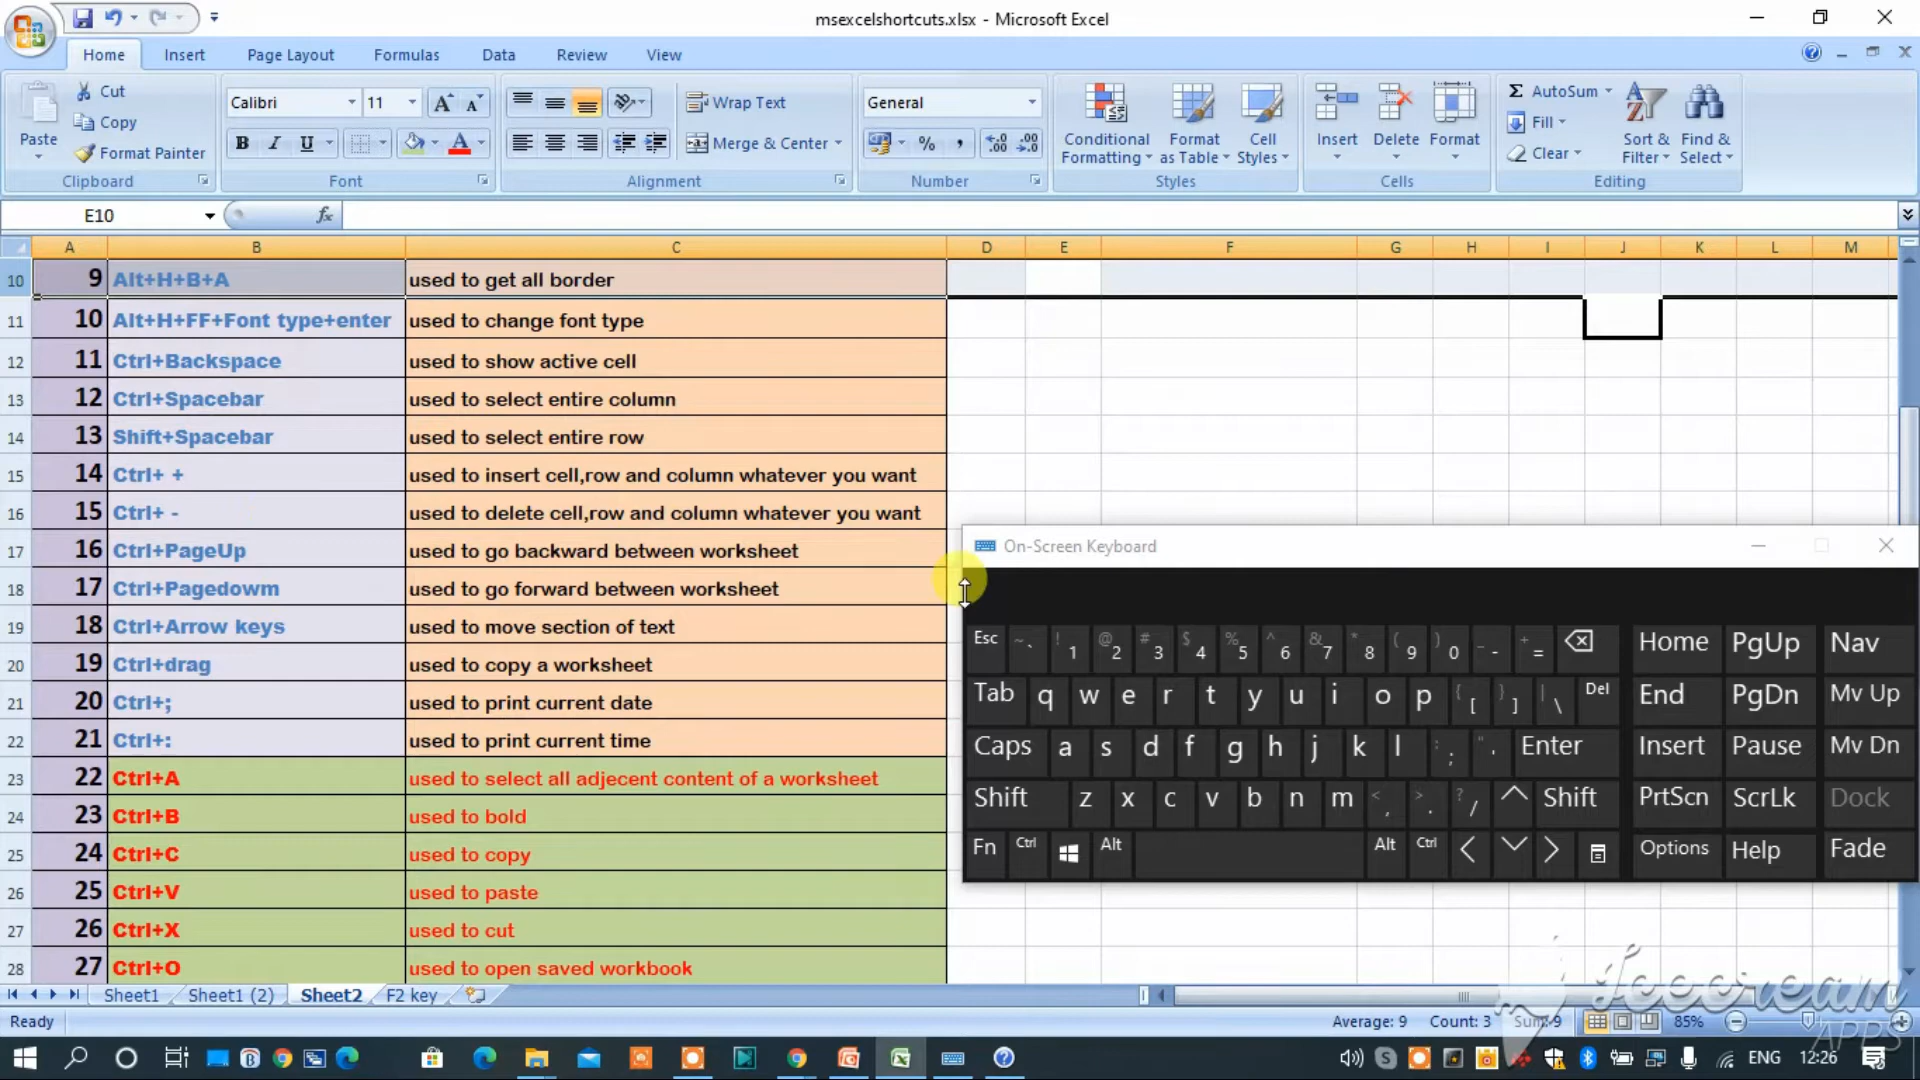 msexcelshortcuts.xlsx - Microsoft Excel
Home Insert Page Layout Formulas Data Review View
Paste
Cut
Copy
Format Painter
Clipboard
Calibri 11
B I U
Font
Wrap Text
Merge & Center
Alignment
General
% ,
Number
Conditional Formatting
Format as Table
Cell Styles
Styles
Insert Delete Format
Cells
AutoSum
Fill
Clear
Sort & Filter
Find & Select
Editing
E10 fx
A B C D E F G H I J K L M
10 9 Alt+H+B+A used to get all border
11 10 Alt+H+FF+Font type+enter used to change font type
12 11 Ctrl+Backspace used to show active cell
13 12 Ctrl+Spacebar used to select entire column
14 13 Shift+Spacebar used to select entire row
15 14 Ctrl+ + used to insert cell,row and column whatever you want
16 15 Ctrl+ - used to delete cell,row and column whatever you want
17 16 Ctrl+PageUp used to go backward between worksheet
18 17 Ctrl+Pagedowm used to go forward between worksheet
19 18 Ctrl+Arrow keys used to move section of text
20 19 Ctrl+drag used to copy a worksheet
21 20 Ctrl+; used to print current date
22 21 Ctrl+: used to print current time
23 22 Ctrl+A used to select all adjecent content of a worksheet
24 23 Ctrl+B used to bold
25 24 Ctrl+C used to copy
26 25 Ctrl+V used to paste
27 26 Ctrl+X used to cut
28 27 Ctrl+O used to open saved workbook
On-Screen Keyboard
Esc ~ ` ! 1 @ 2 # 3 $ 4 % 5 ^ 6 & 7 * 8 ( 9 ) 0 _ - + = Home PgUp Nav
Tab q w e r t y u i o p { [ } ] | \ Del End PgDn Mv Up
Caps a s d f g h j k l : ; " ' Enter Insert Pause Mv Dn
Shift z x c v b n m < , > . ? / Shift PrtScn ScrLk Dock
Fn Ctrl Alt Alt Ctrl Options Help Fade
Sheet1 Sheet1 (2) Sheet2 F2 key
Ready Average: 9 Count: 3 Sum: 9 85%
Icecream
APPS
ENG 12:26